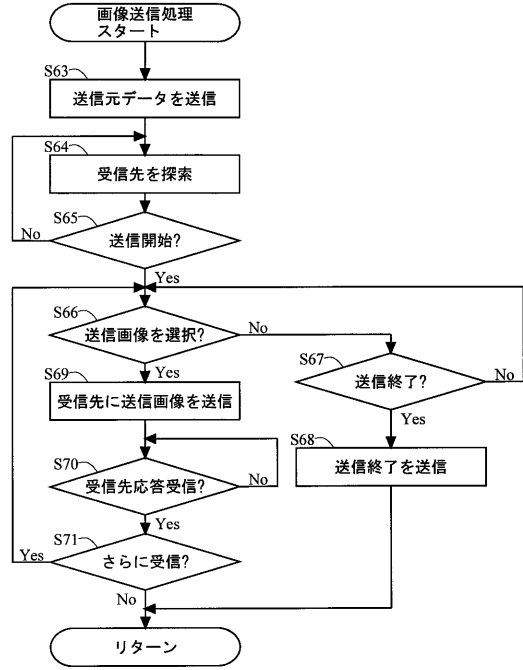 画像送信処理
スタート
S63
送信元データを送信
S64
受信先を探索
S65
送信開始?
No
Yes
S66
送信画像を選択?
No
Yes
S67
送信終了?
No
Yes
S68
送信終了を送信
S69
受信先に送信画像を送信
S70
受信先応答受信?
No
Yes
S71
さらに受信?
Yes
No
リターン